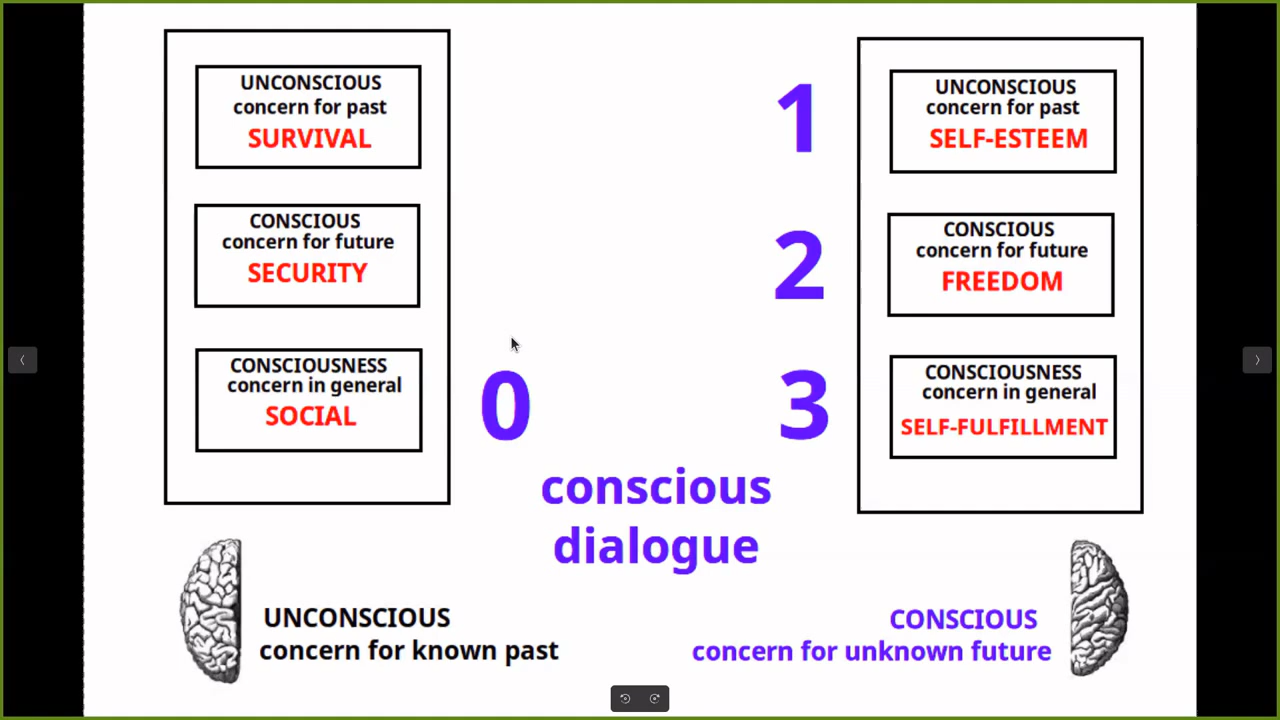 UNCONSCIOUS
concern for past
SURVIVAL
CONSCIOUS
concern for future
SECURITY
CONSCIOUSNESS
concern in general
SOCIAL
0
conscious
dialogue
1
2
3
UNCONSCIOUS
concern for past
SELF-ESTEEM
CONSCIOUS
concern for future
FREEDOM
CONSCIOUSNESS
concern in general
SELF-FULFILLMENT
UNCONSCIOUS
concern for known past
CONSCIOUS
concern for unknown future